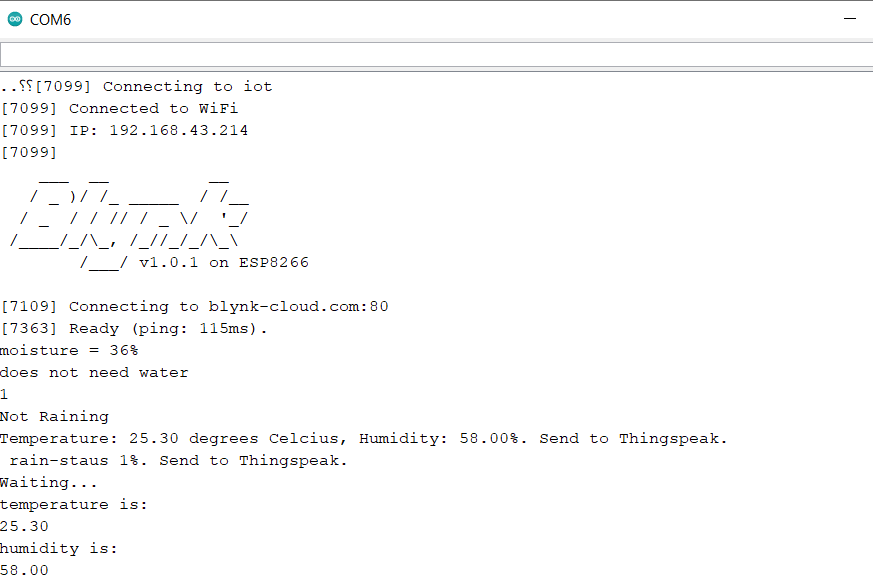 COM6
..⸮⸮[7099] Connecting to iot
[7099] Connected to WiFi
[7099] IP: 192.168.43.214
[7099]
    ___  __          __
   / _ )/ /_ _____  / /__
  / _  / / // / _ \/  '_/
 /____/_/\_, /_//_/_/\_\
        /___/ v1.0.1 on ESP8266
[7109] Connecting to blynk-cloud.com:80
[7363] Ready (ping: 115ms).
moisture = 36%
does not need water
1
Not Raining
Temperature: 25.30 degrees Celcius, Humidity: 58.00%. Send to Thingspeak.
 rain-staus 1%. Send to Thingspeak.
Waiting...
temperature is:
25.30
humidity is:
58.00